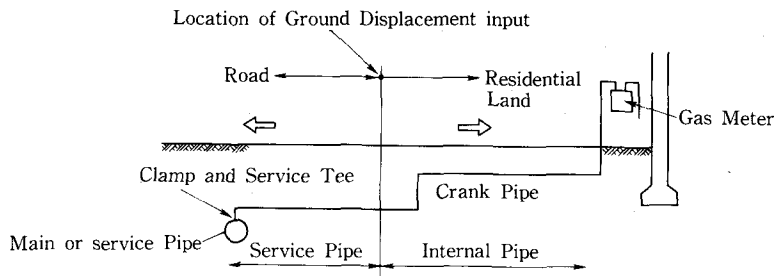 Location of Ground Displacement input
Road
Residential
Land
Gas Meter
Clamp and Service Tee
Crank Pipe
Main or service Pipe
Service Pipe
Internal Pipe